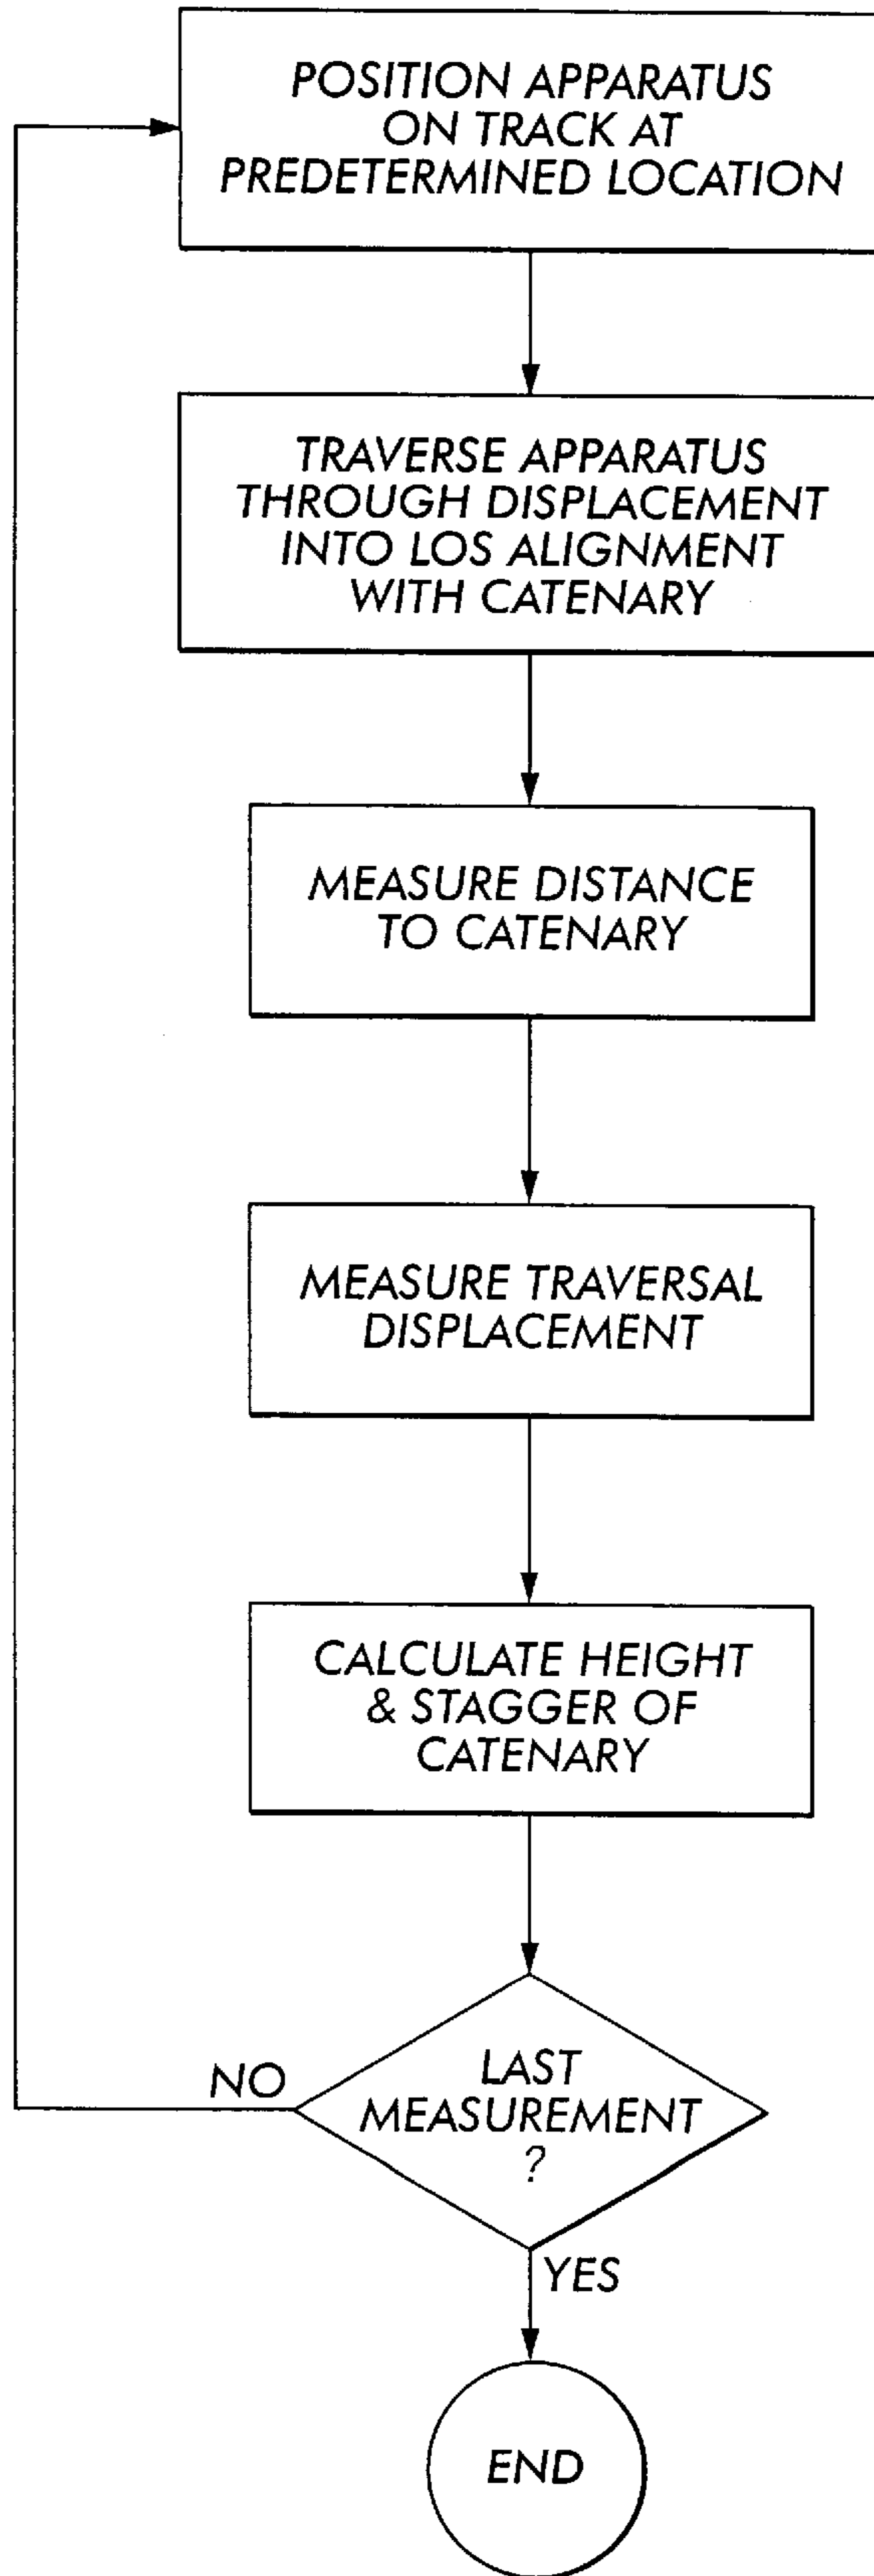 POSITION APPARATUS
ON TRACK AT
PREDETERMINED LOCATION
TRAVERSE APPARATUS
THROUGH DISPLACEMENT
INTO LOS ALIGNMENT
WITH CATENARY
MEASURE DISTANCE
TO CATENARY
MEASURE TRAVERSAL
DISPLACEMENT
CALCULATE HEIGHT
& STAGGER OF
CATENARY
NO
LAST
MEASUREMENT
?
YES
END